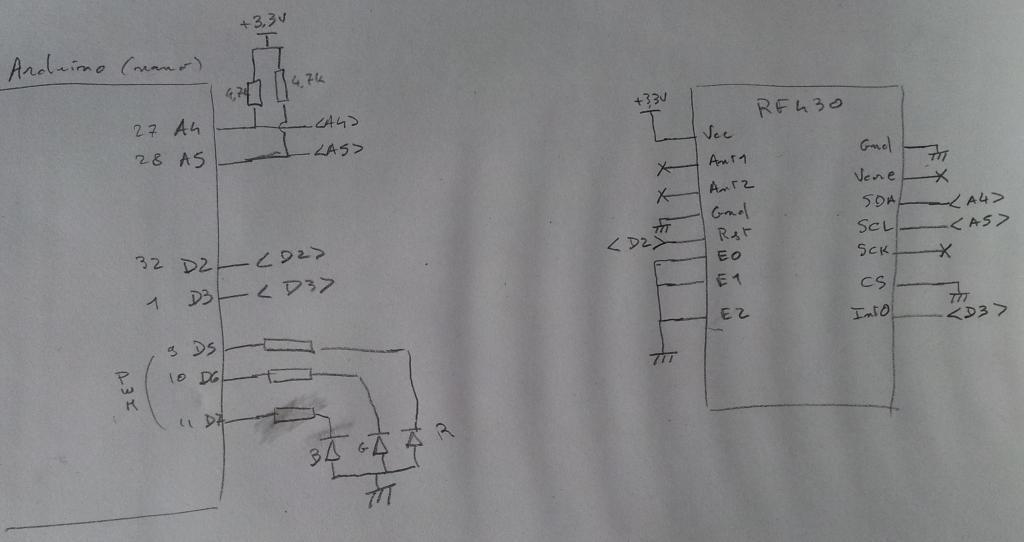 +3,3V
Arduino (nano)
4,7k
4,7k
27 A4
<A4>
28 A5
<A5>
32 D2
<D2>
1 D3
<D3>
9 D5
10 D6
11 D7
PWM
B
G
R
RF430
+3.3V
Vcc
Ant1
Ant2
Gnd
<D2>
Rst
E0
E1
E2
Gnd
Vcore
SDA
<A4>
SCL
<A5>
SCK
CS
Int0
<D3>